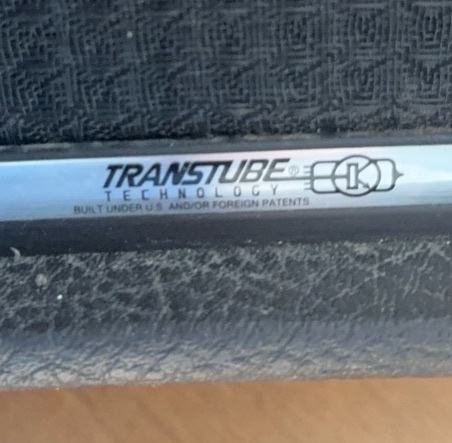 TRANSTUBE®
TECHNOLOGY
BUILT UNDER U.S. AND/OR FOREIGN PATENTS
K